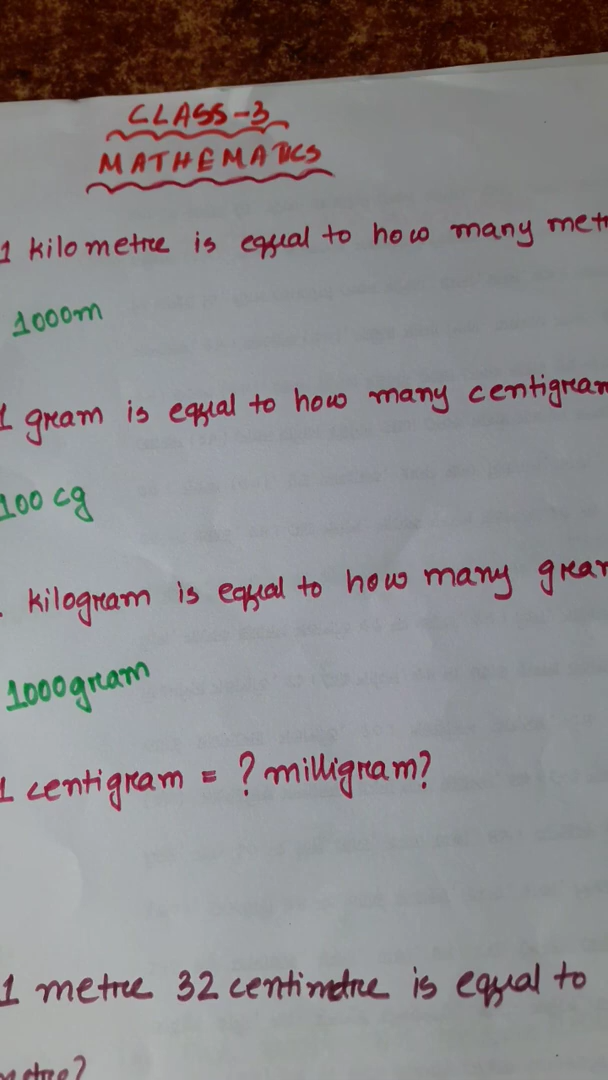 CLASS-3
MATHEMATICS
1 kilometre is equal to how many met
1000m
1 gram is equal to how many centigram
100 cg
kilogram is equal to how many gram
1000gram
1 centigram = ? milligram?
1 metre 32 centimetre is equal to
metre?